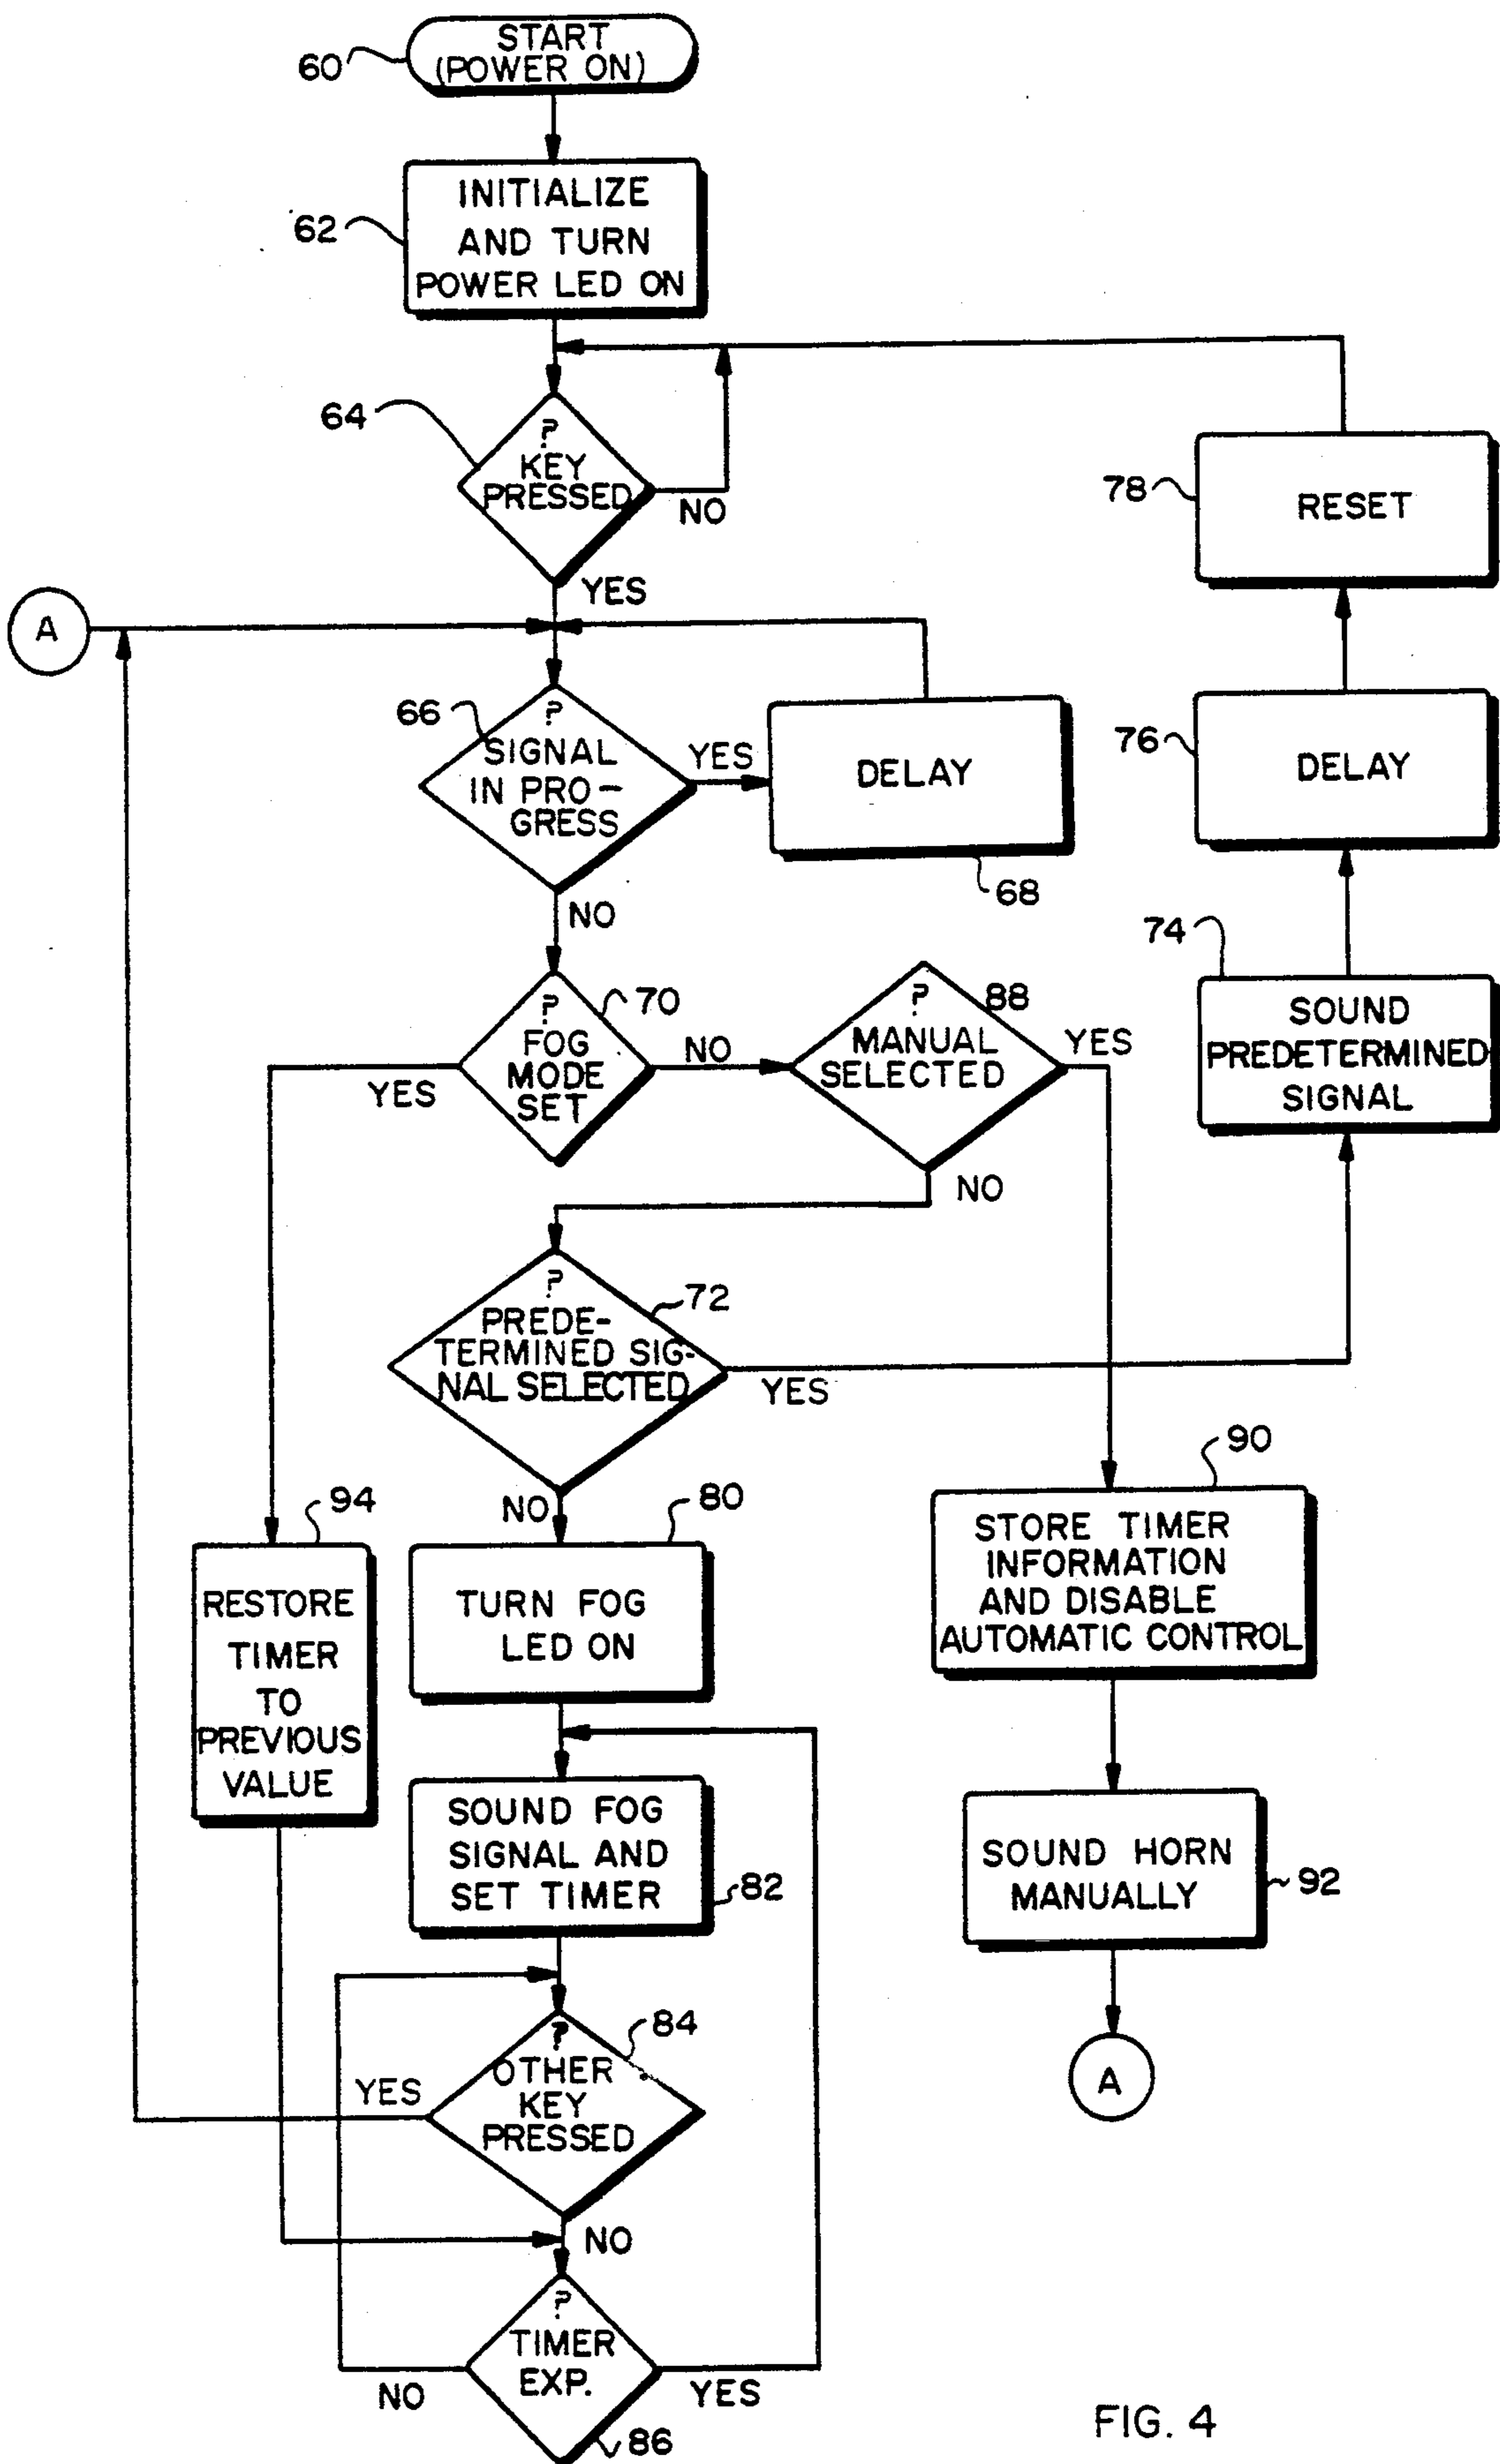 START
(POWER ON)
60
INITIALIZE
AND TURN
POWER LED ON
62
64
?
KEY
PRESSED
NO
YES
78
RESET
A
66
?
SIGNAL
IN PRO-
GRESS
YES
DELAY
68
NO
76
DELAY
74
SOUND
PREDETERMINED
SIGNAL
?
FOG
MODE
SET
70
YES
NO
?
MANUAL
SELECTED
88
YES
NO
?
PREDE-
TERMINED SIG-
NAL SELECTED
72
YES
NO
94
RESTORE
TIMER
TO
PREVIOUS
VALUE
80
TURN FOG
LED ON
90
STORE TIMER
INFORMATION
AND DISABLE
AUTOMATIC CONTROL
SOUND FOG
SIGNAL AND
SET TIMER
82
SOUND HORN
MANUALLY
92
?
OTHER
KEY
PRESSED
84
YES
NO
A
?
TIMER
EXP.
NO
YES
86
FIG. 4